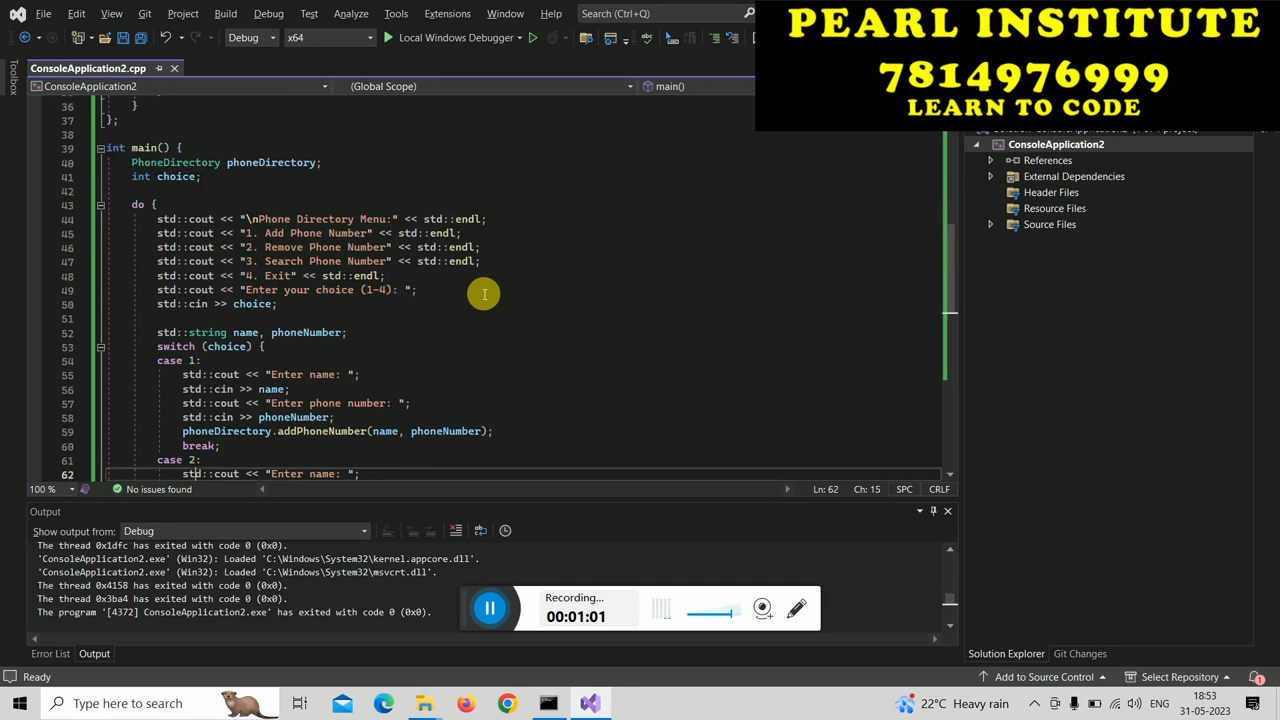 File Edit View Git Project Build Debug Test Analyze Tools Extensions Window Help Search (Ctrl+Q)
PEARL INSTITUTE
7814976999
LEARN TO CODE
Debug x64 Local Windows Debugger
Toolbox
ConsoleApplication2.cpp
ConsoleApplication2 (Global Scope) main()
36 }
37 };
38
39 int main() {
40 PhoneDirectory phoneDirectory;
41 int choice;
42
43 do {
44 std::cout << "\nPhone Directory Menu:" << std::endl;
45 std::cout << "1. Add Phone Number" << std::endl;
46 std::cout << "2. Remove Phone Number" << std::endl;
47 std::cout << "3. Search Phone Number" << std::endl;
48 std::cout << "4. Exit" << std::endl;
49 std::cout << "Enter your choice (1-4): ";
50 std::cin >> choice;
51
52 std::string name, phoneNumber;
53 switch (choice) {
54 case 1:
55 std::cout << "Enter name: ";
56 std::cin >> name;
57 std::cout << "Enter phone number: ";
58 std::cin >> phoneNumber;
59 phoneDirectory.addPhoneNumber(name, phoneNumber);
60 break;
61 case 2:
62 std::cout << "Enter name: ";
100 % No issues found Ln: 62 Ch: 15 SPC CRLF
ConsoleApplication2
References
External Dependencies
Header Files
Resource Files
Source Files
Output
Show output from: Debug
The thread 0x1dfc has exited with code 0 (0x0).
'ConsoleApplication2.exe' (Win32): Loaded 'C:\Windows\System32\kernel.appcore.dll'.
'ConsoleApplication2.exe' (Win32): Loaded 'C:\Windows\System32\msvcrt.dll'.
The thread 0x4158 has exited with code 0 (0x0).
The thread 0x3ba4 has exited with code 0 (0x0).
The program '[4372] ConsoleApplication2.exe' has exited with code 0 (0x0).
Recording...
00:01:01
Error List Output
Solution Explorer Git Changes
Ready Add to Source Control Select Repository 1
Type here to search
22°C Heavy rain ENG 18:53
31-05-2023